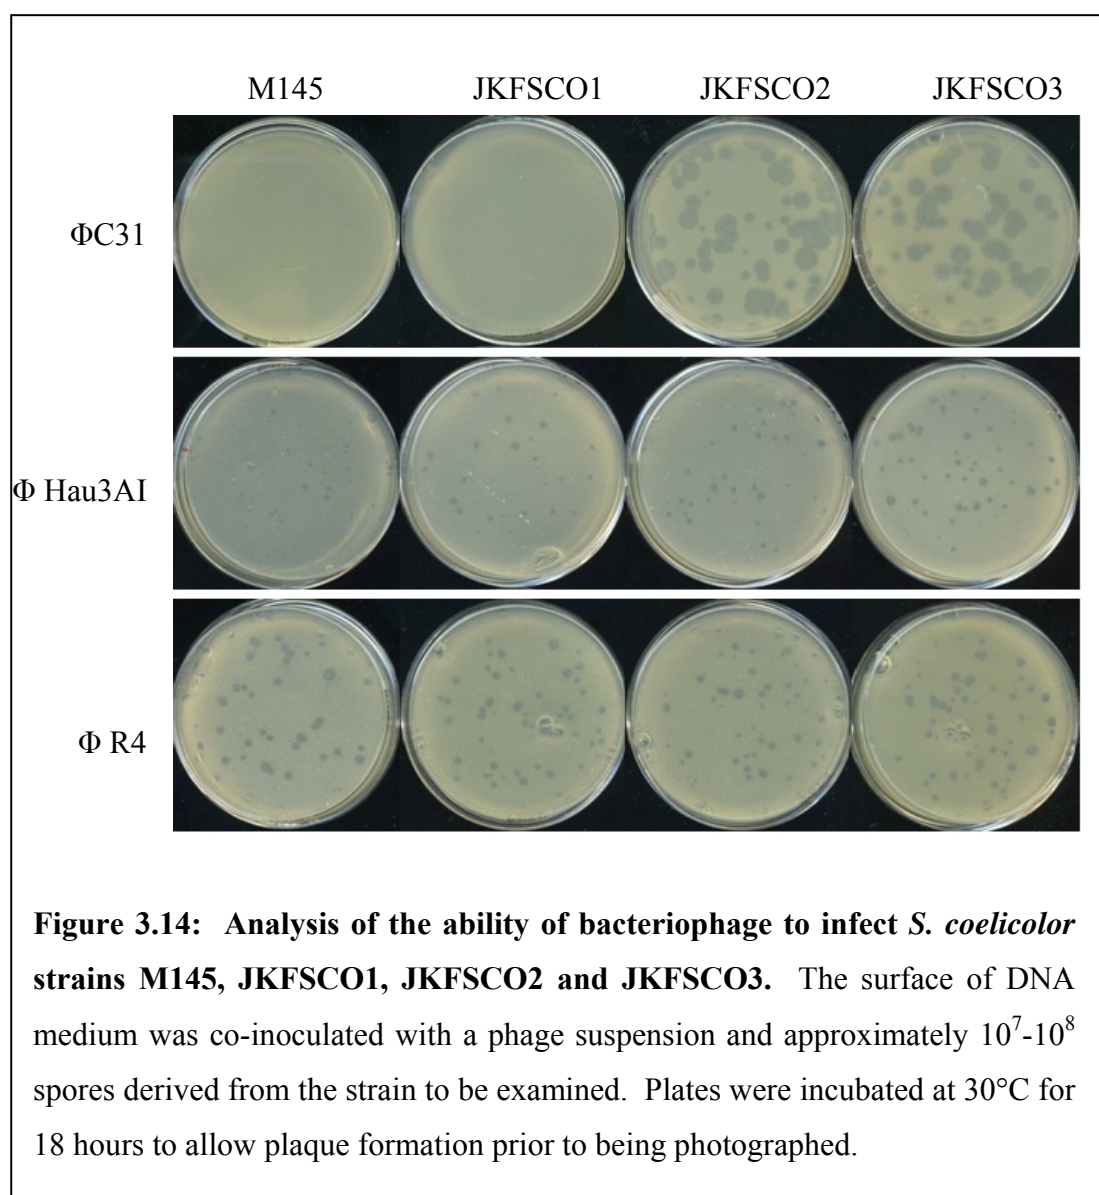 M145 JKFSCO1 JKFSCO2 JKFSCO3
ΦC31
Φ Hau3AI
Φ R4
Figure 3.14: Analysis of the ability of bacteriophage to infect S. coelicolor
strains M145, JKFSCO1, JKFSCO2 and JKFSCO3. The surface of DNA
medium was co-inoculated with a phage suspension and approximately 10⁷-10⁸
spores derived from the strain to be examined. Plates were incubated at 30°C for
18 hours to allow plaque formation prior to being photographed.